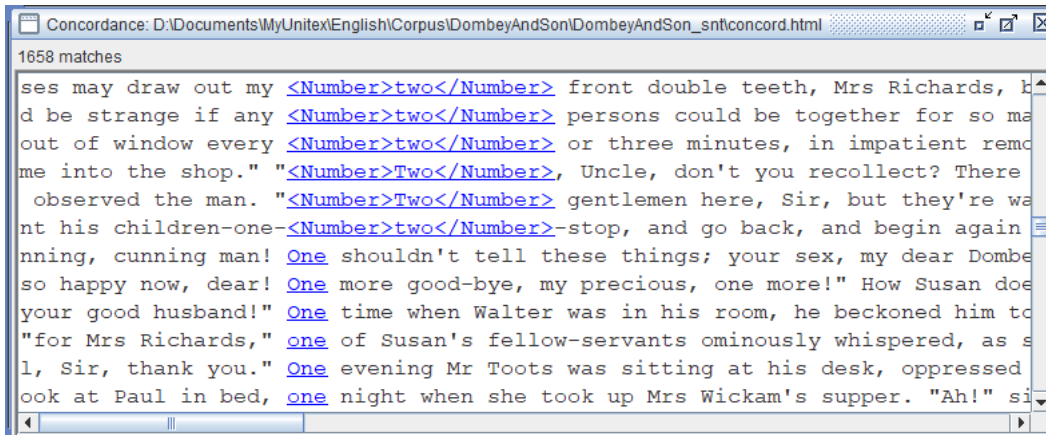 Concordance: D:\Documents\MyUnitex\English\Corpus\DombeyAndSon\DombeyAndSon_snt\concord.html
1658 matches
ses may draw out my <Number>two</Number> front double teeth, Mrs Richards, b
d be strange if any <Number>two</Number> persons could be together for so ma
out of window every <Number>two</Number> or three minutes, in impatient remo
me into the shop." "<Number>Two</Number>, Uncle, don't you recollect? There
observed the man. "<Number>Two</Number> gentlemen here, Sir, but they're wa
nt his children-one-<Number>two</Number>-stop, and go back, and begin again
nning, cunning man! One shouldn't tell these things; your sex, my dear Dombe
so happy now, dear! One more good-bye, my precious, one more!" How Susan doe
your good husband!" One time when Walter was in his room, he beckoned him to
"for Mrs Richards," one of Susan's fellow-servants ominously whispered, as s
l, Sir, thank you." One evening Mr Toots was sitting at his desk, oppressed
ook at Paul in bed, one night when she took up Mrs Wickam's supper. "Ah!" si